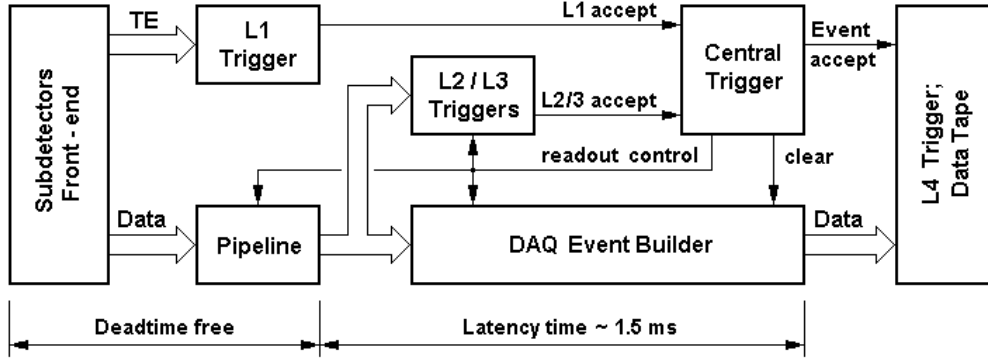 TE
L1 accept
L1
Trigger
Central
Trigger
Event
accept
L2 / L3
Triggers
L2/3 accept
Subdetectors
Front - end
L4 Trigger;
Data Tape
readout control
clear
Data
Pipeline
DAQ Event Builder
Data
Deadtime free
Latency time ~ 1.5 ms